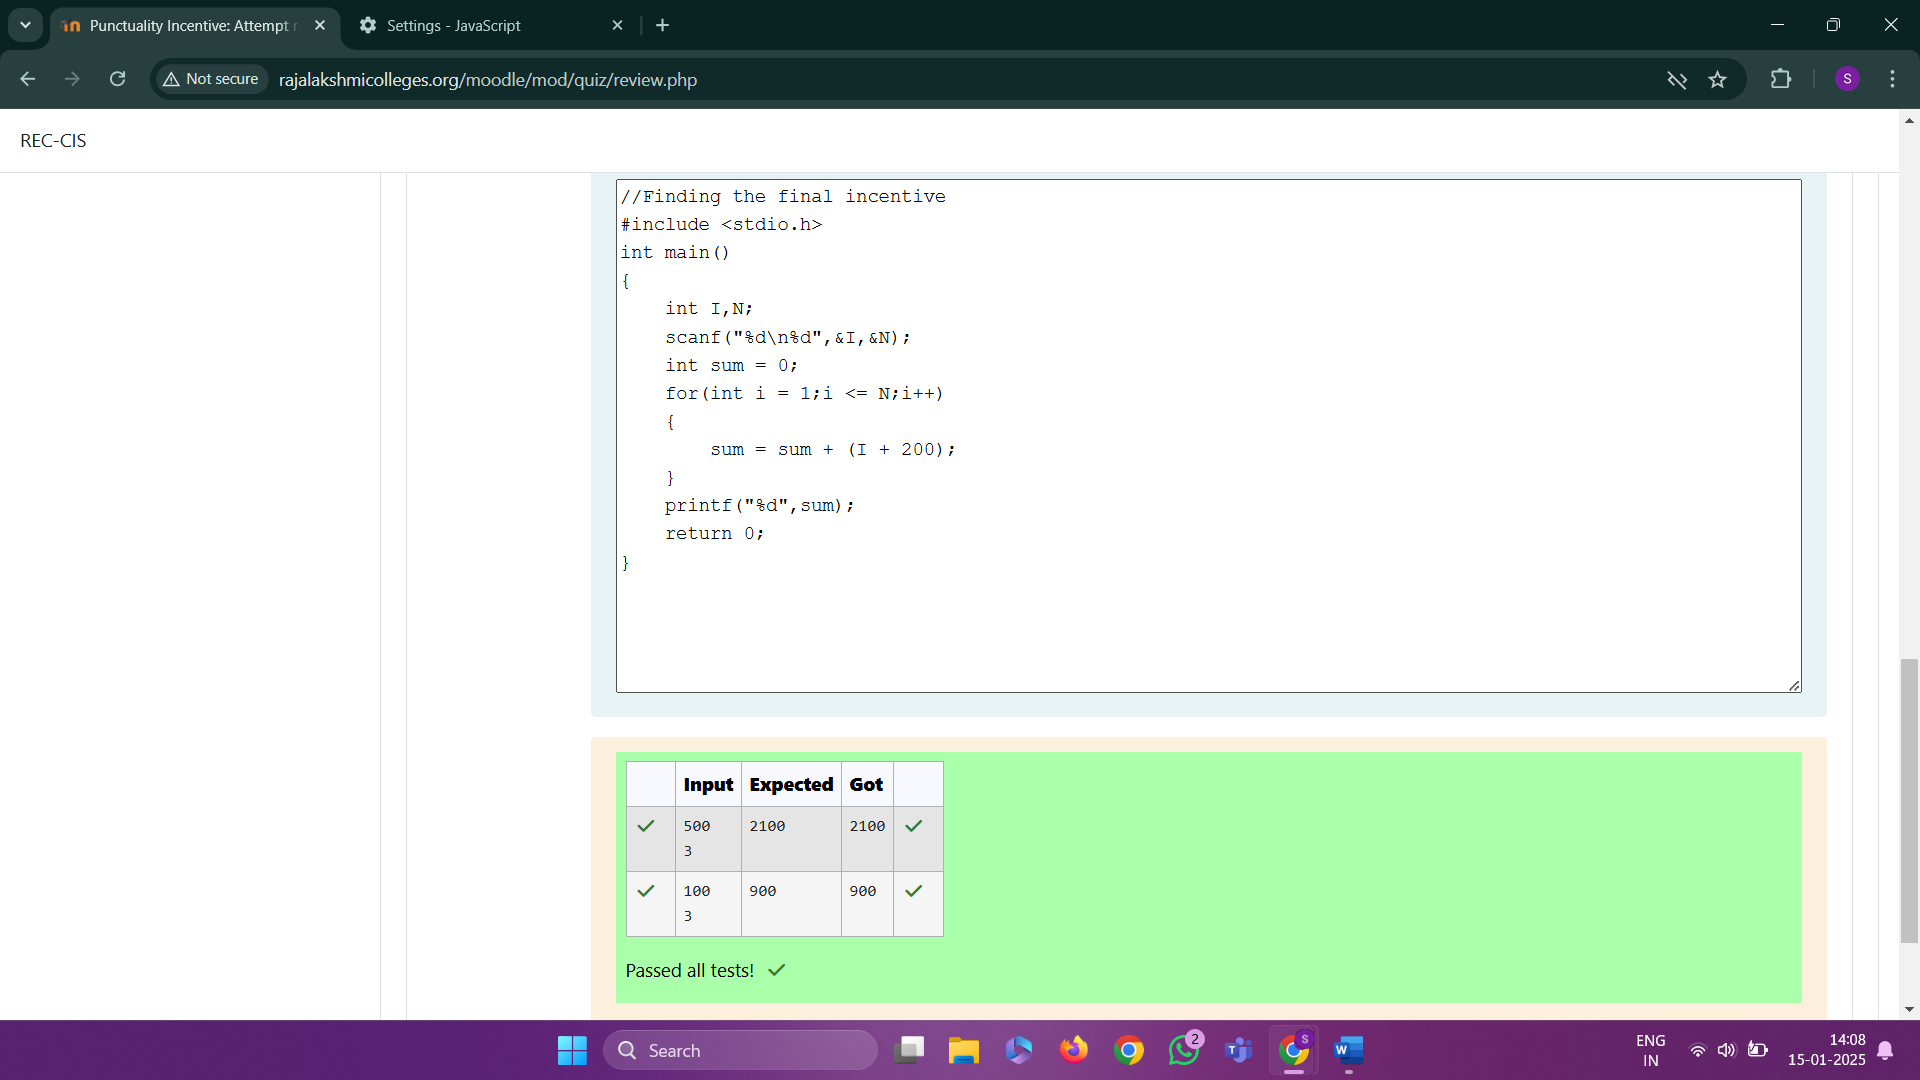 Punctuality Incentive: Attempt
Settings - JavaScript
Not secure
rajalakshmicolleges.org/moodle/mod/quiz/review.php
S
REC-CIS
//Finding the final incentive
#include <stdio.h>
int main()
{
    int I,N;
    scanf("%d\n%d",&I,&N);
    int sum = 0;
    for(int i = 1;i <= N;i++)
    {
        sum = sum + (I + 200);
    }
    printf("%d",sum);
    return 0;
}
Input Expected Got
500 2100 2100
3
100 900 900
3
Passed all tests!
Search
2
T
S
W
ENG
IN
14:08
15-01-2025